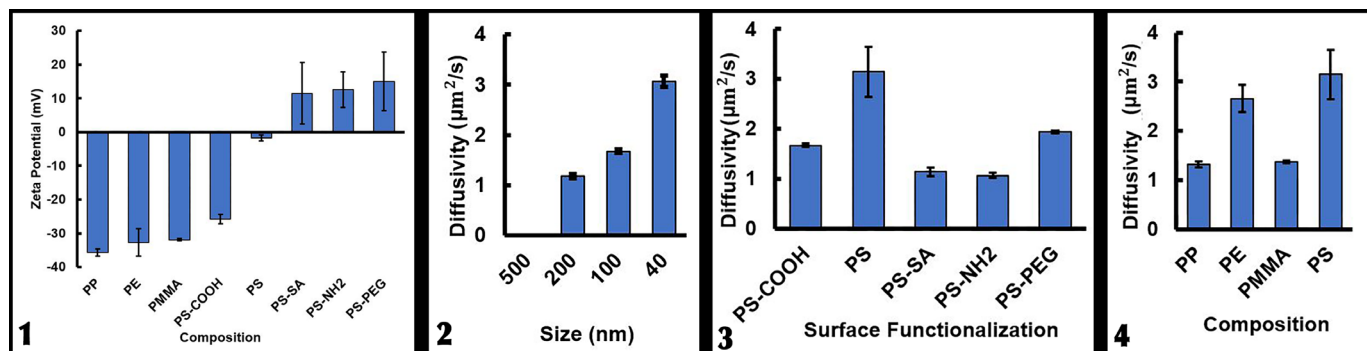 30
20
10
0
-10
-20
-30
-40
Zeta Potential (mV)
PP
PE
PMMA
PS-COOH
PS
PS-SA
PS-NH2
PS-PEG
Composition
1
4
3
2
1
0
Diffusivity (μm²/s)
500
200
100
40
Size (nm)
2
4
3
2
1
0
Diffusivity (μm²/s)
PS-COOH
PS
PS-SA
PS-NH2
PS-PEG
Surface Functionalization
3
4
3
2
1
0
Diffusivity (μm²/s)
PP
PE
PMMA
PS
Composition
4